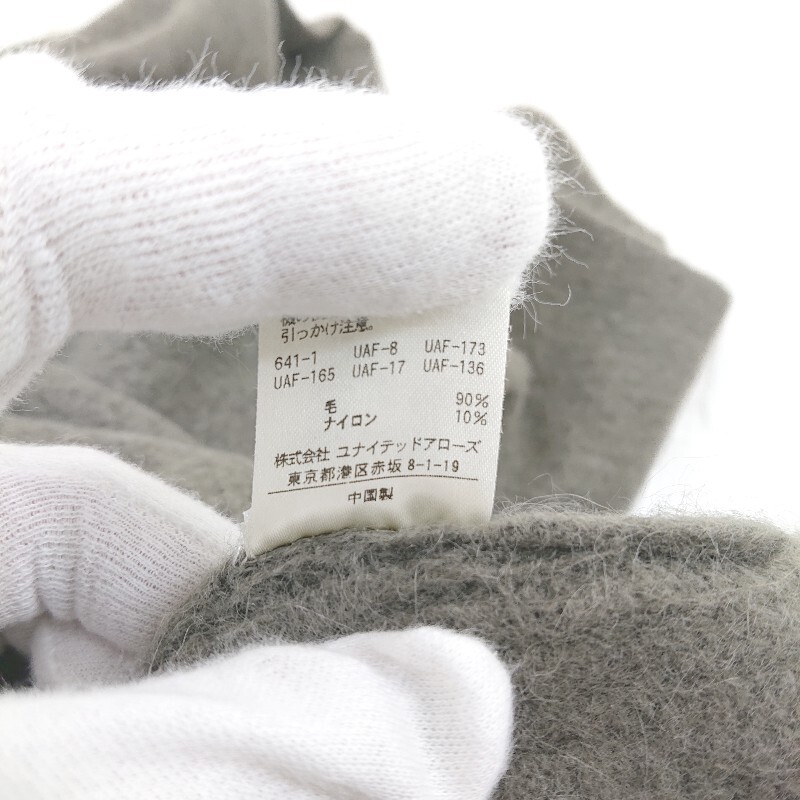 引っかけ注意。
641-1 UAF-8 UAF-173
UAF-165 UAF-17 UAF-136
毛 90%
ナイロン 10%
株式会社 ユナイテッドアローズ
東京都港区赤坂 8-1-19
中国製